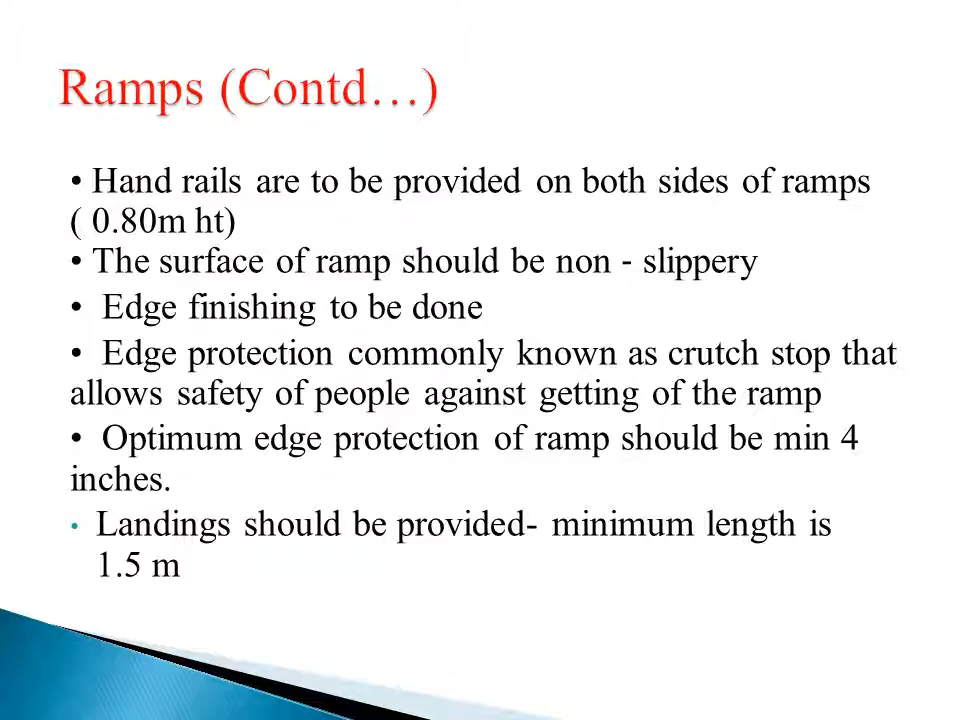 Ramps (Contd…)
• Hand rails are to be provided on both sides of ramps
( 0.80m ht)
• The surface of ramp should be non - slippery
• Edge finishing to be done
• Edge protection commonly known as crutch stop that
allows safety of people against getting of the ramp
• Optimum edge protection of ramp should be min 4
inches.
• Landings should be provided- minimum length is
1.5 m